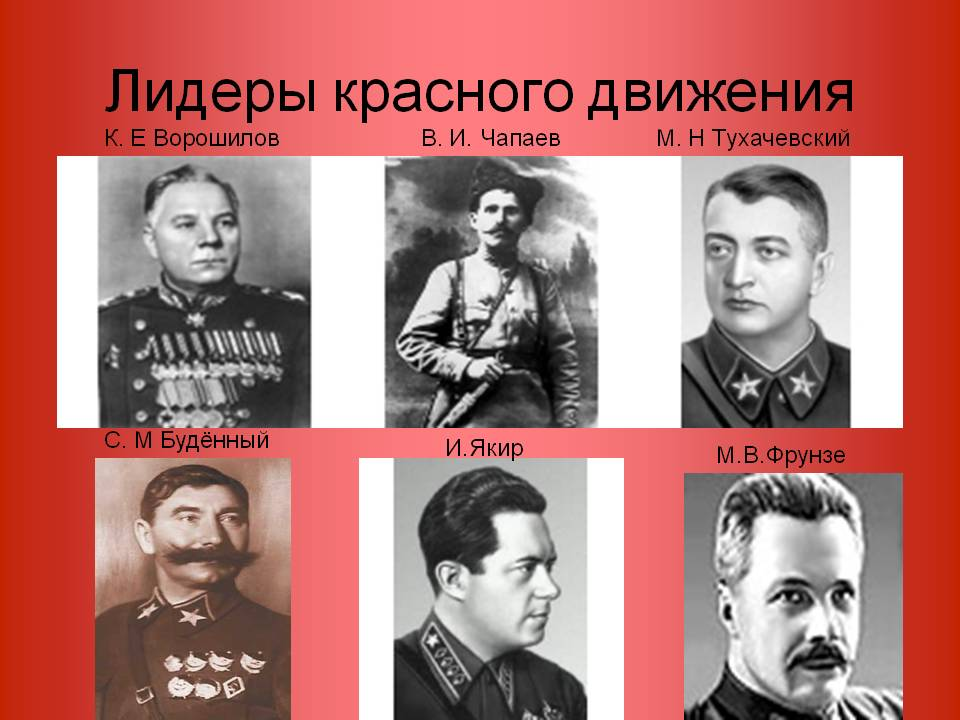 Лидеры красного движения
К. Е Ворошилов
В. И. Чапаев
М. Н Тухачевский
С. М Будённый
И.Якир
М.В.Фрунзе